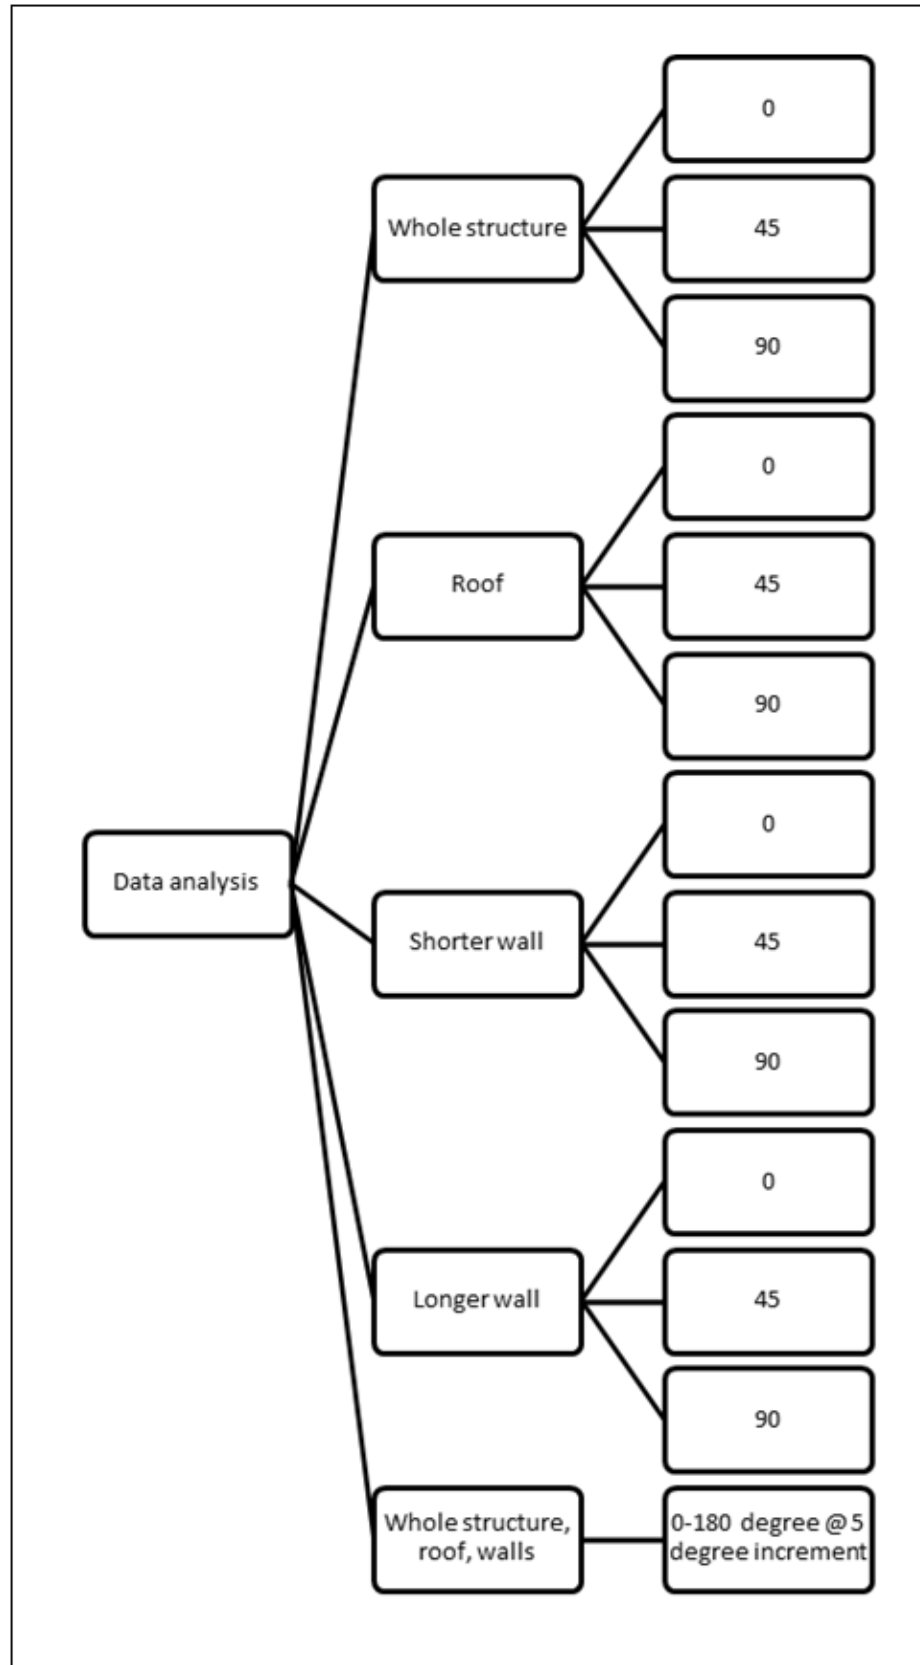 Data analysis
Whole structure
0
45
90
Roof
0
45
90
Shorter wall
0
45
90
Longer wall
0
45
90
Whole structure,
roof, walls
0-180 degree @ 5
degree increment